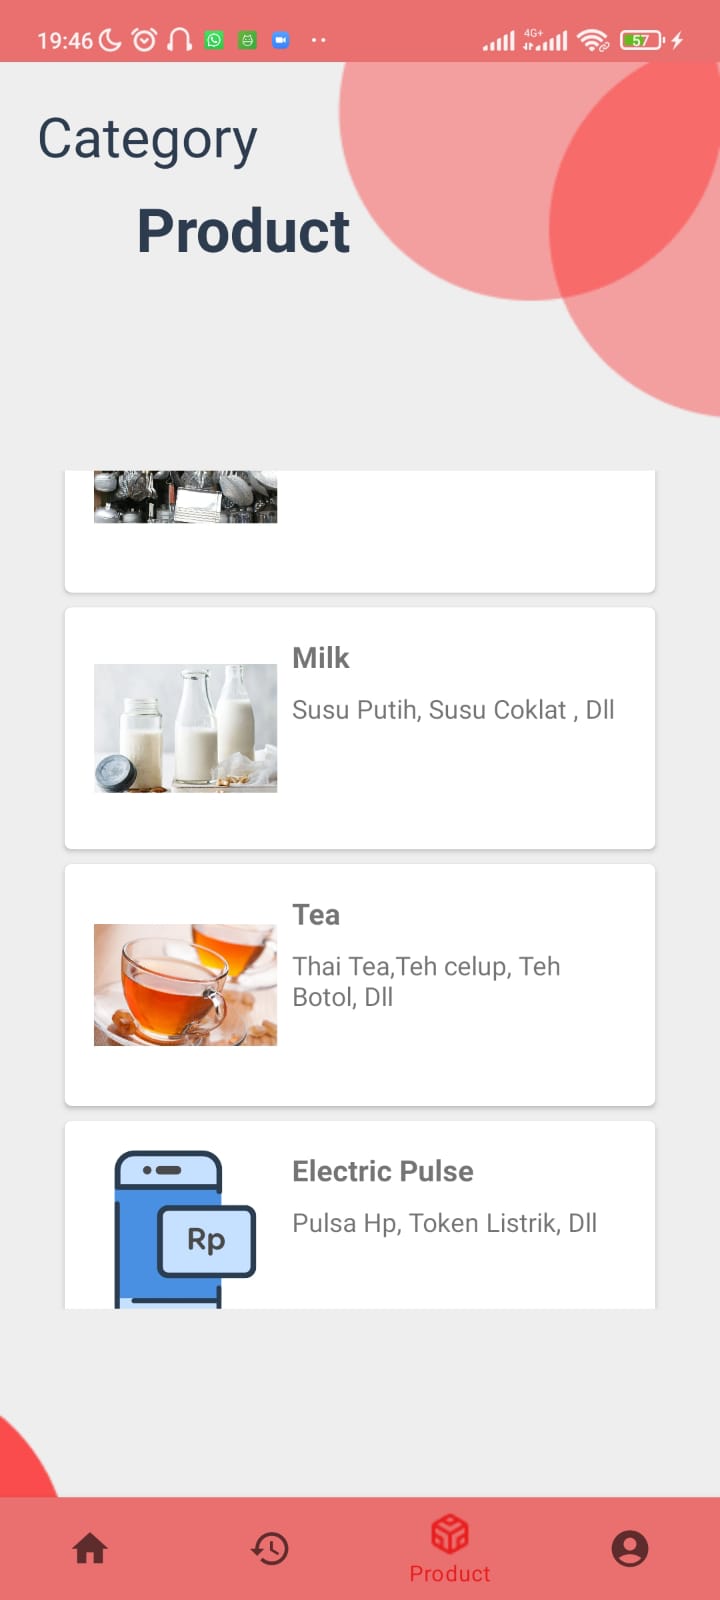 19:46
4G+
57
Category
Product
Milk
Susu Putih, Susu Coklat , Dll
Tea
Thai Tea,Teh celup, Teh
Botol, Dll
Electric Pulse
Pulsa Hp, Token Listrik, Dll
Rp
Product